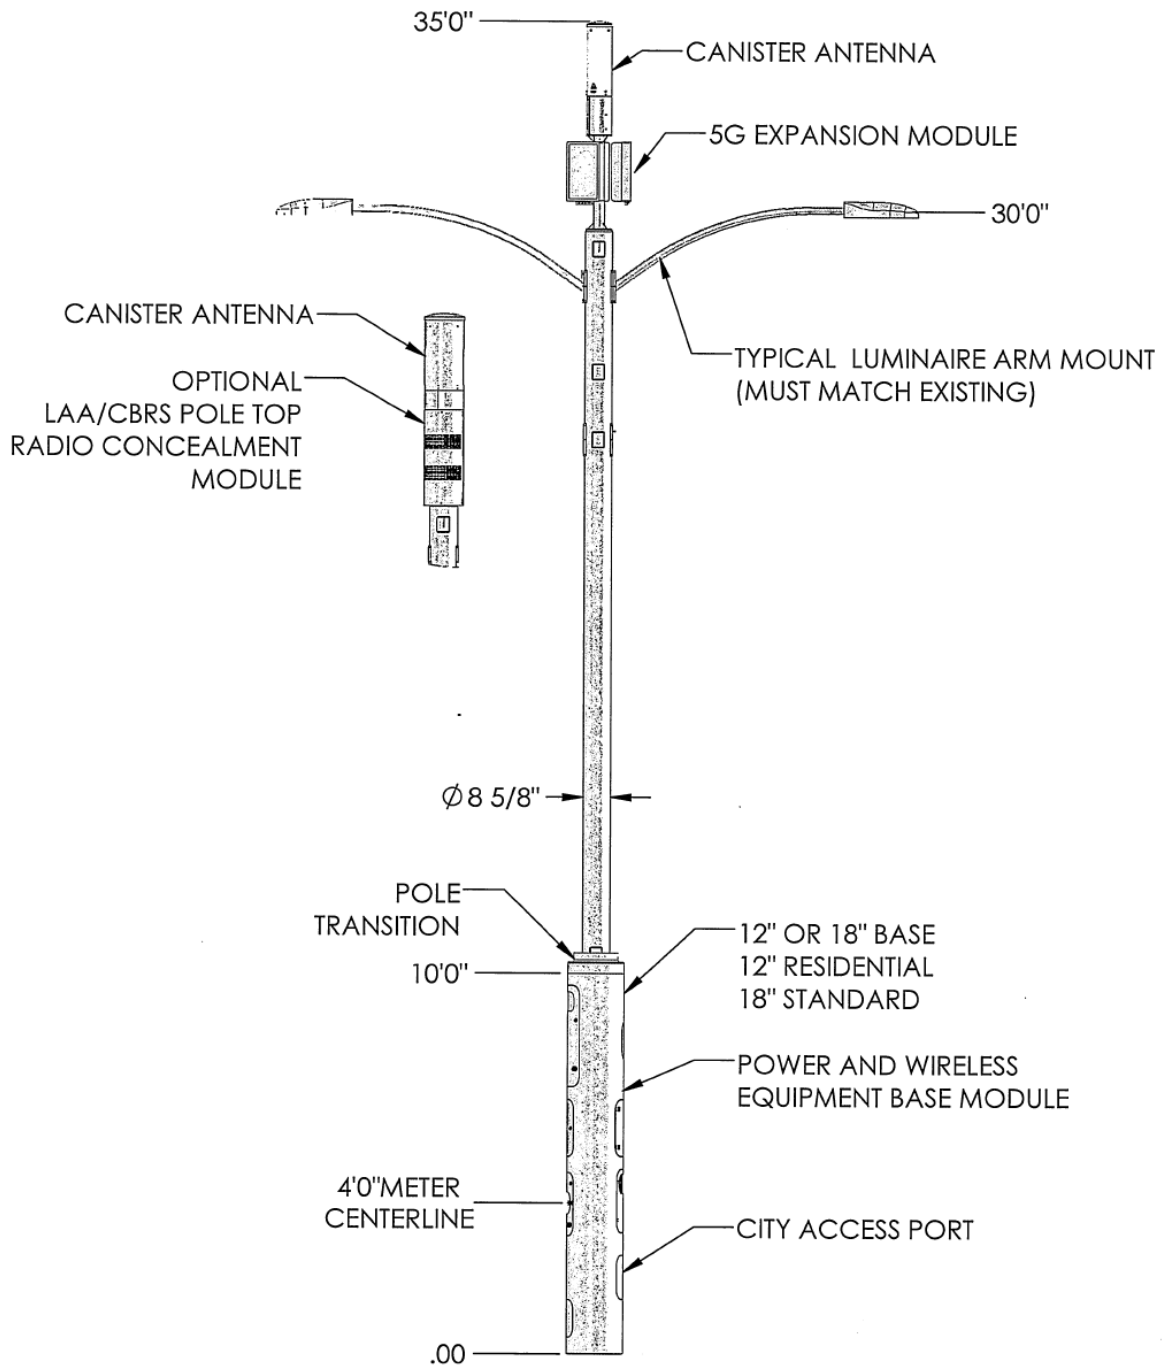 35'0"
CANISTER ANTENNA
5G EXPANSION MODULE
30'0"
CANISTER ANTENNA
OPTIONAL
LAA/CBRS POLE TOP
RADIO CONCEALMENT
MODULE
TYPICAL LUMINAIRE ARM MOUNT
(MUST MATCH EXISTING)
Ø8 5/8"
POLE
TRANSITION
10'0"
12" OR 18" BASE
12" RESIDENTIAL
18" STANDARD
POWER AND WIRELESS
EQUIPMENT BASE MODULE
4'0"METER
CENTERLINE
CITY ACCESS PORT
.00